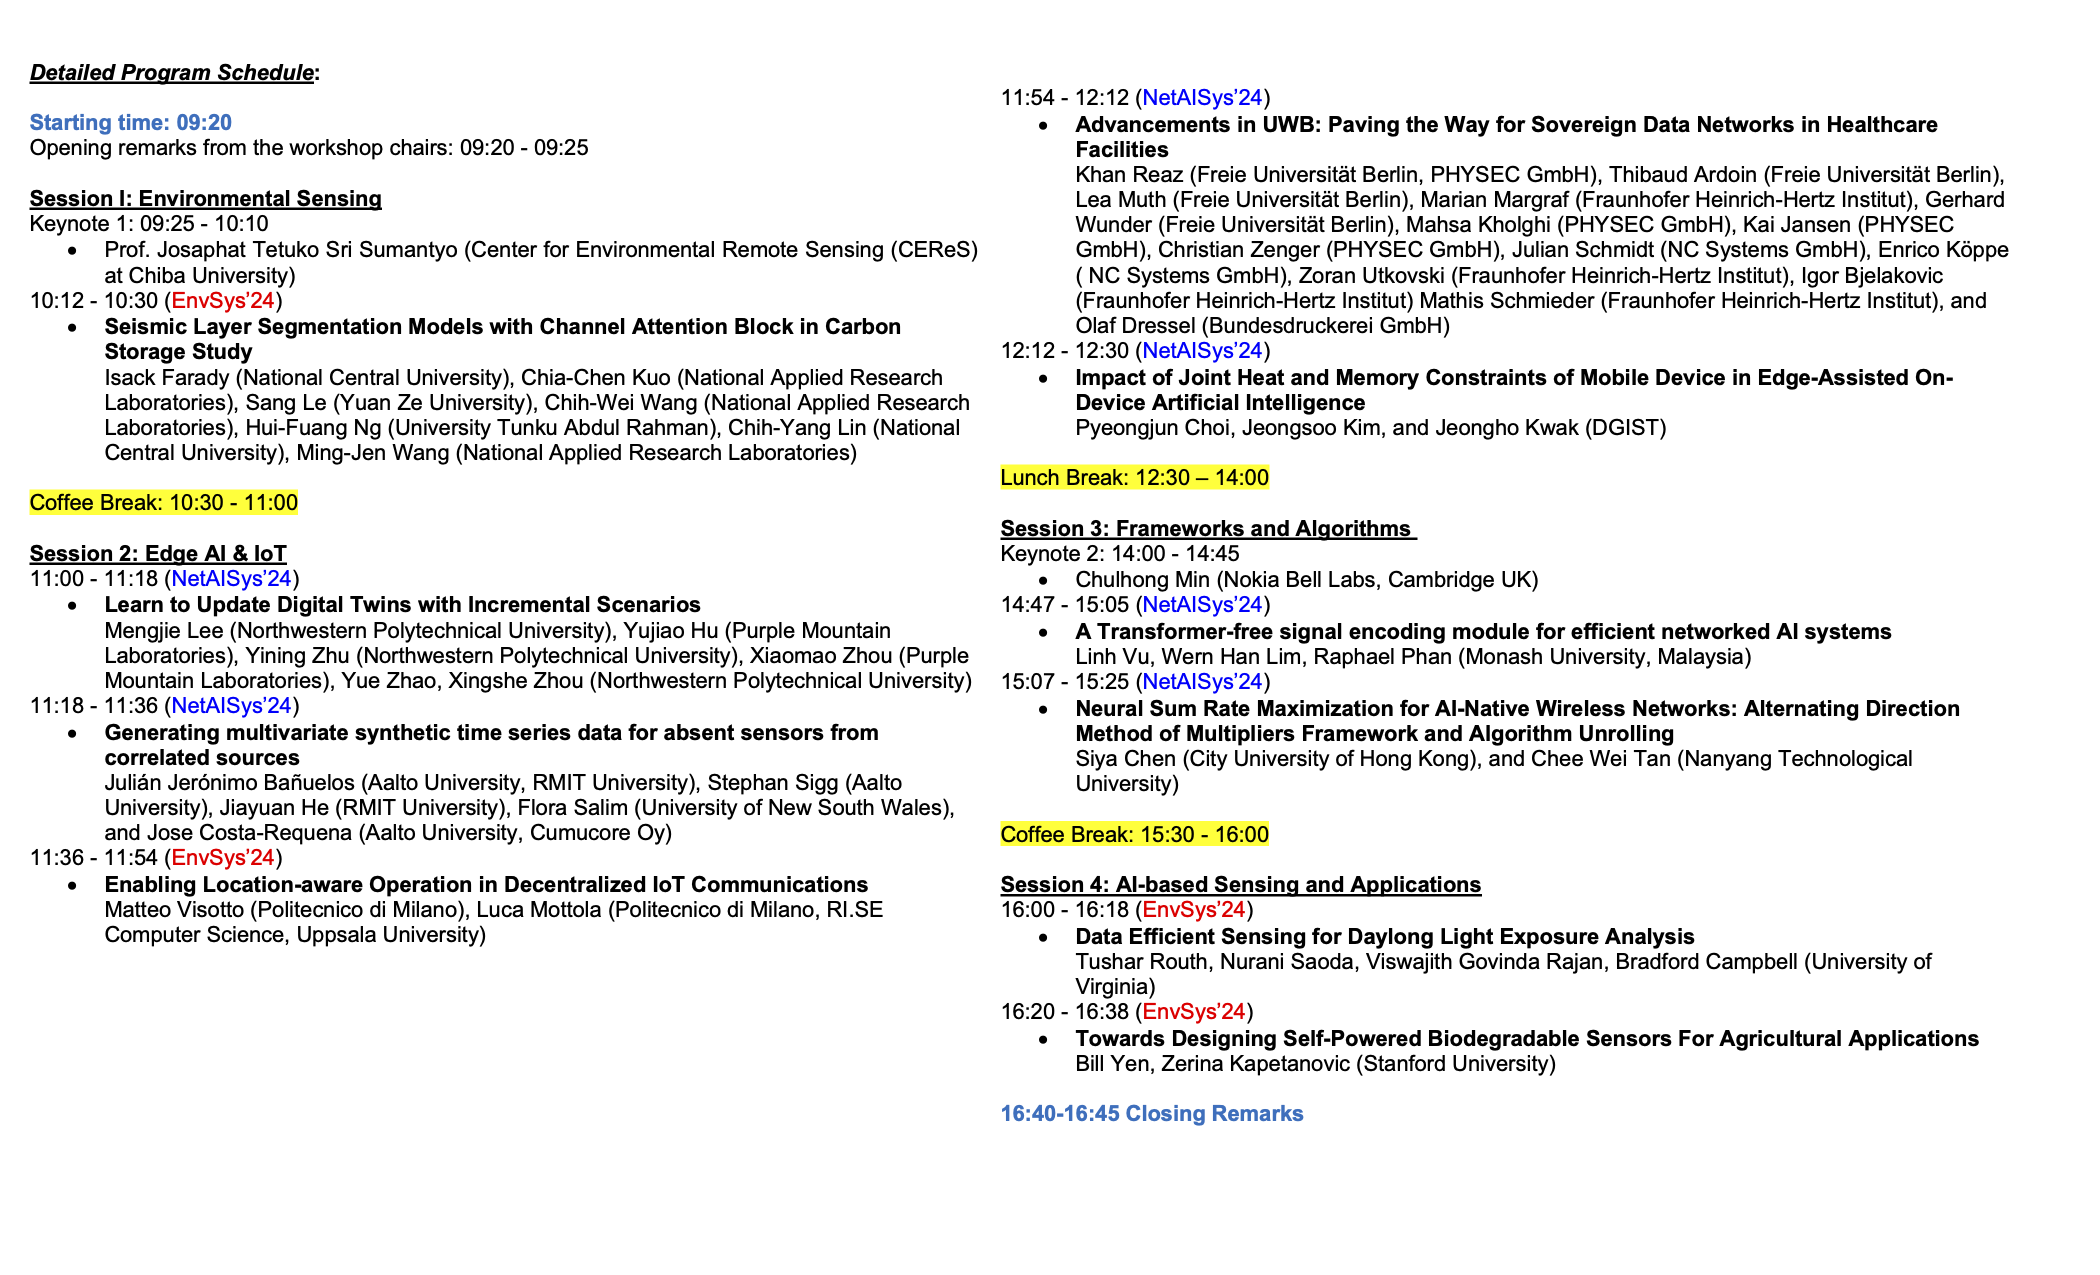 Detailed Program Schedule:
Starting time: 09:20
Opening remarks from the workshop chairs: 09:20 - 09:25
Session I: Environmental Sensing
Keynote 1: 09:25 - 10:10
• Prof. Josaphat Tetuko Sri Sumantyo (Center for Environmental Remote Sensing (CEReS)
at Chiba University)
10:12 - 10:30 (EnvSys’24)
• Seismic Layer Segmentation Models with Channel Attention Block in Carbon
Storage Study
Isack Farady (National Central University), Chia-Chen Kuo (National Applied Research
Laboratories), Sang Le (Yuan Ze University), Chih-Wei Wang (National Applied Research
Laboratories), Hui-Fuang Ng (University Tunku Abdul Rahman), Chih-Yang Lin (National
Central University), Ming-Jen Wang (National Applied Research Laboratories)
Coffee Break: 10:30 - 11:00
Session 2: Edge AI & IoT
11:00 - 11:18 (NetAISys’24)
• Learn to Update Digital Twins with Incremental Scenarios
Mengjie Lee (Northwestern Polytechnical University), Yujiao Hu (Purple Mountain
Laboratories), Yining Zhu (Northwestern Polytechnical University), Xiaomao Zhou (Purple
Mountain Laboratories), Yue Zhao, Xingshe Zhou (Northwestern Polytechnical University)
11:18 - 11:36 (NetAISys’24)
• Generating multivariate synthetic time series data for absent sensors from
correlated sources
Julián Jerónimo Bañuelos (Aalto University, RMIT University), Stephan Sigg (Aalto
University), Jiayuan He (RMIT University), Flora Salim (University of New South Wales),
and Jose Costa-Requena (Aalto University, Cumucore Oy)
11:36 - 11:54 (EnvSys’24)
• Enabling Location-aware Operation in Decentralized IoT Communications
Matteo Visotto (Politecnico di Milano), Luca Mottola (Politecnico di Milano, RI.SE
Computer Science, Uppsala University)
11:54 - 12:12 (NetAISys’24)
• Advancements in UWB: Paving the Way for Sovereign Data Networks in Healthcare
Facilities
Khan Reaz (Freie Universität Berlin, PHYSEC GmbH), Thibaud Ardoin (Freie Universität Berlin),
Lea Muth (Freie Universität Berlin), Marian Margraf (Fraunhofer Heinrich-Hertz Institut), Gerhard
Wunder (Freie Universität Berlin), Mahsa Kholghi (PHYSEC GmbH), Kai Jansen (PHYSEC
GmbH), Christian Zenger (PHYSEC GmbH), Julian Schmidt (NC Systems GmbH), Enrico Köppe
( NC Systems GmbH), Zoran Utkovski (Fraunhofer Heinrich-Hertz Institut), Igor Bjelakovic
(Fraunhofer Heinrich-Hertz Institut) Mathis Schmieder (Fraunhofer Heinrich-Hertz Institut), and
Olaf Dressel (Bundesdruckerei GmbH)
12:12 - 12:30 (NetAISys’24)
• Impact of Joint Heat and Memory Constraints of Mobile Device in Edge-Assisted On-
Device Artificial Intelligence
Pyeongjun Choi, Jeongsoo Kim, and Jeongho Kwak (DGIST)
Lunch Break: 12:30 – 14:00
Session 3: Frameworks and Algorithms
Keynote 2: 14:00 - 14:45
• Chulhong Min (Nokia Bell Labs, Cambridge UK)
14:47 - 15:05 (NetAISys’24)
• A Transformer-free signal encoding module for efficient networked AI systems
Linh Vu, Wern Han Lim, Raphael Phan (Monash University, Malaysia)
15:07 - 15:25 (NetAISys’24)
• Neural Sum Rate Maximization for AI-Native Wireless Networks: Alternating Direction
Method of Multipliers Framework and Algorithm Unrolling
Siya Chen (City University of Hong Kong), and Chee Wei Tan (Nanyang Technological
University)
Coffee Break: 15:30 - 16:00
Session 4: AI-based Sensing and Applications
16:00 - 16:18 (EnvSys’24)
• Data Efficient Sensing for Daylong Light Exposure Analysis
Tushar Routh, Nurani Saoda, Viswajith Govinda Rajan, Bradford Campbell (University of
Virginia)
16:20 - 16:38 (EnvSys’24)
• Towards Designing Self-Powered Biodegradable Sensors For Agricultural Applications
Bill Yen, Zerina Kapetanovic (Stanford University)
16:40-16:45 Closing Remarks